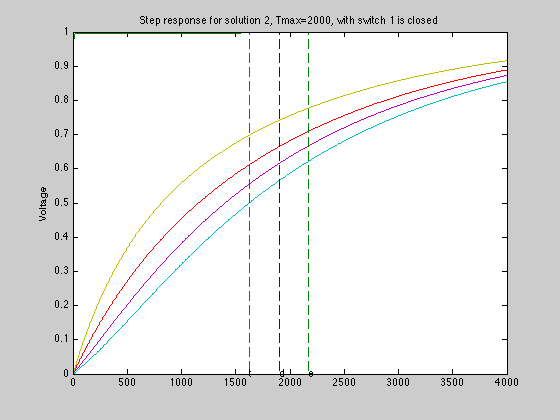 Step response for solution 2, Tmax=2000, with switch 1 is closed
1
0.9
0.8
0.7
0.6
0.5
0.4
0.3
0.2
0.1
0
Voltage
0 500 1000 1500 2000 2500 3000 3500 4000
t d e